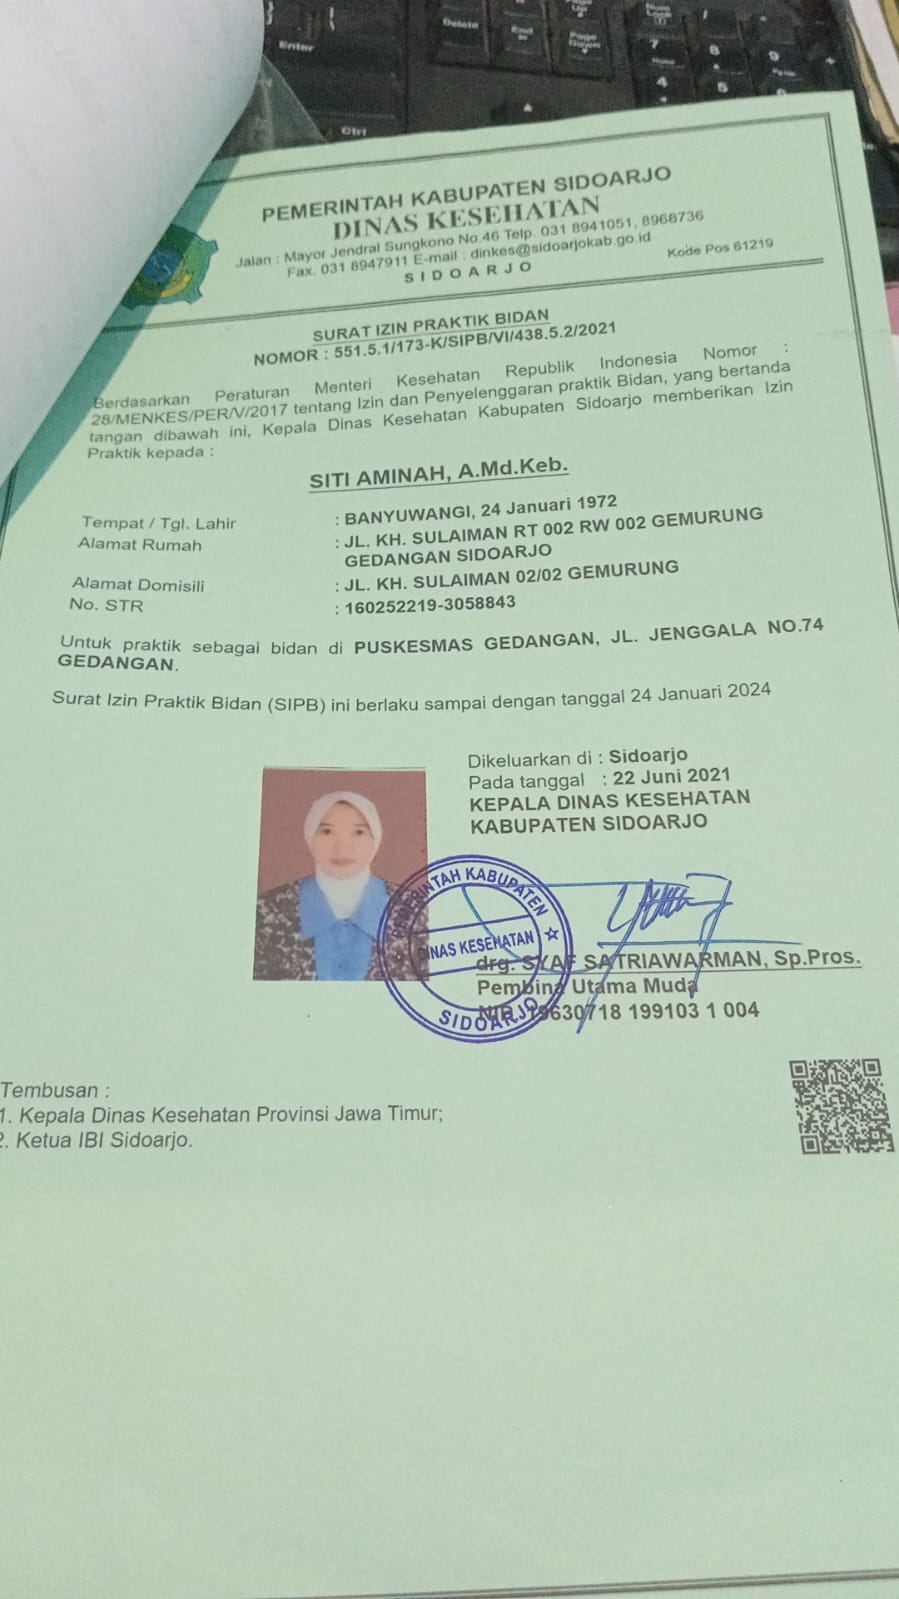 Delete
End
Page
Up
Page
Down
Num
Lock
Enter
Ctrl
7
8
9
4
5
PEMERINTAH KABUPATEN SIDOARJO
DINAS KESEHATAN
Jalan : Mayor Jendral Sungkono No.46 Telp. 031 8941051, 8968736
Fax. 031 8947911 E-mail : dinkes@sidoarjokab.go.id
SIDOARJO
Kode Pos 61219
SURAT IZIN PRAKTIK BIDAN
NOMOR : 551.5.1/173-K/SIPB/VI/438.5.2/2021
Berdasarkan Peraturan Menteri Kesehatan Republik Indonesia Nomor :
28/MENKES/PER/V/2017 tentang Izin dan Penyelenggaran praktik Bidan, yang bertanda
tangan dibawah ini, Kepala Dinas Kesehatan Kabupaten Sidoarjo memberikan Izin
Praktik kepada :
SITI AMINAH, A.Md.Keb.
Tempat / Tgl. Lahir : BANYUWANGI, 24 Januari 1972
Alamat Rumah : JL. KH. SULAIMAN RT 002 RW 002 GEMURUNG
GEDANGAN SIDOARJO
Alamat Domisili : JL. KH. SULAIMAN 02/02 GEMURUNG
No. STR : 160252219-3058843
Untuk praktik sebagai bidan di PUSKESMAS GEDANGAN, JL. JENGGALA NO.74
GEDANGAN.
Surat Izin Praktik Bidan (SIPB) ini berlaku sampai dengan tanggal 24 Januari 2024
Dikeluarkan di : Sidoarjo
Pada tanggal : 22 Juni 2021
KEPALA DINAS KESEHATAN
KABUPATEN SIDOARJO
PEMERINTAH KABUPATEN
DINAS KESEHATAN
SIDOARJO
drg. SYAF SATRIAWARMAN, Sp.Pros.
Pembina Utama Muda
NIP. 19630718 199103 1 004
Tembusan :
1. Kepala Dinas Kesehatan Provinsi Jawa Timur;
2. Ketua IBI Sidoarjo.